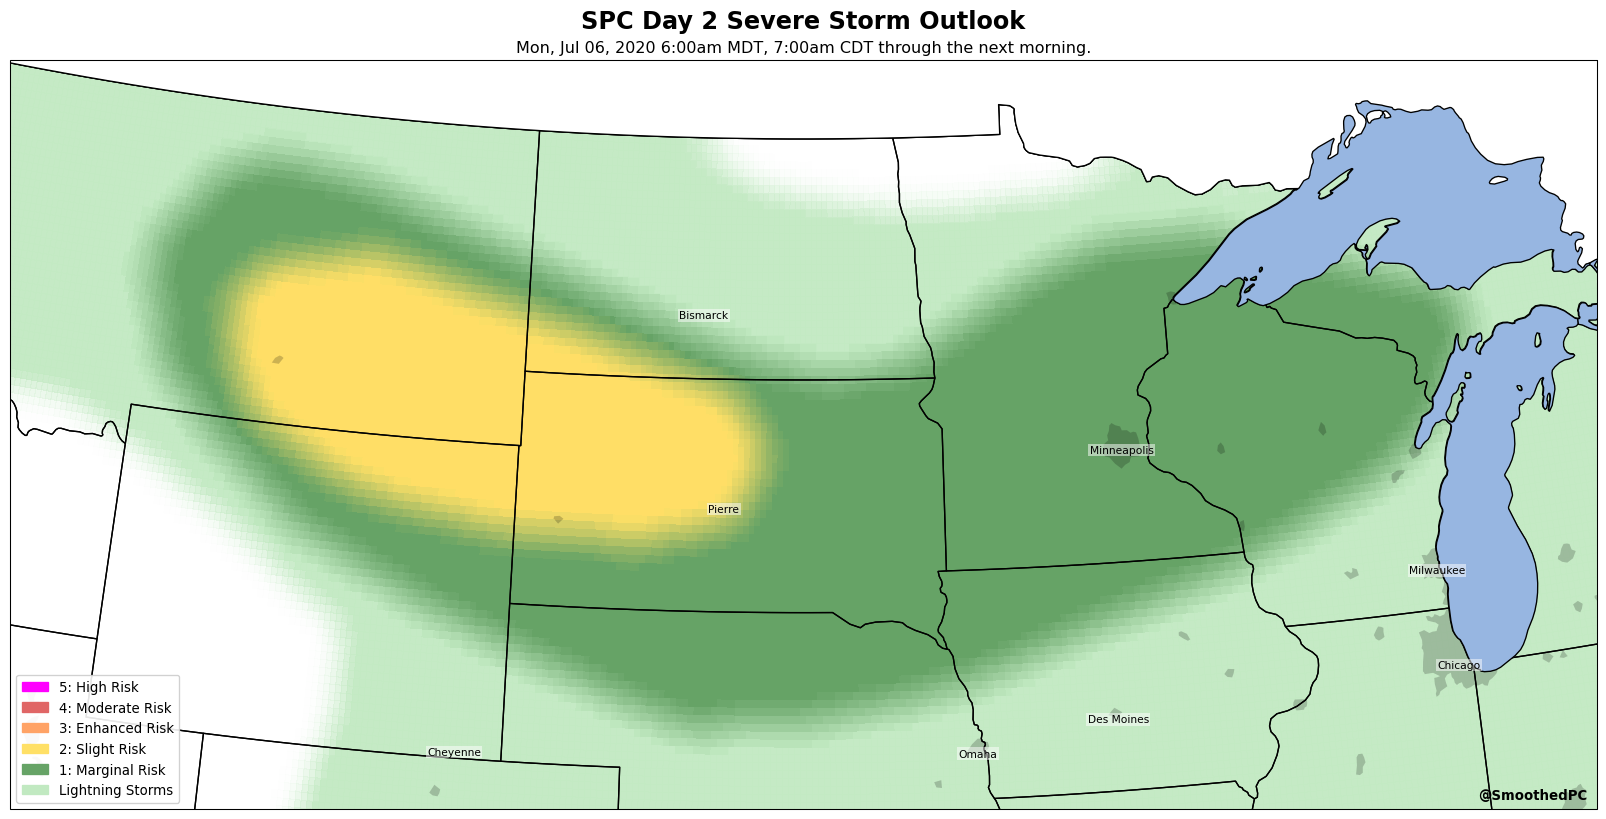 SPC Day 2 Severe Storm Outlook
Mon, Jul 06, 2020 6:00am MDT, 7:00am CDT through the next morning.
Bismarck
Minneapolis
Pierre
Milwaukee
Chicago
Des Moines
Cheyenne
Omaha
5: High Risk
4: Moderate Risk
3: Enhanced Risk
2: Slight Risk
1: Marginal Risk
Lightning Storms
@SmoothedPC